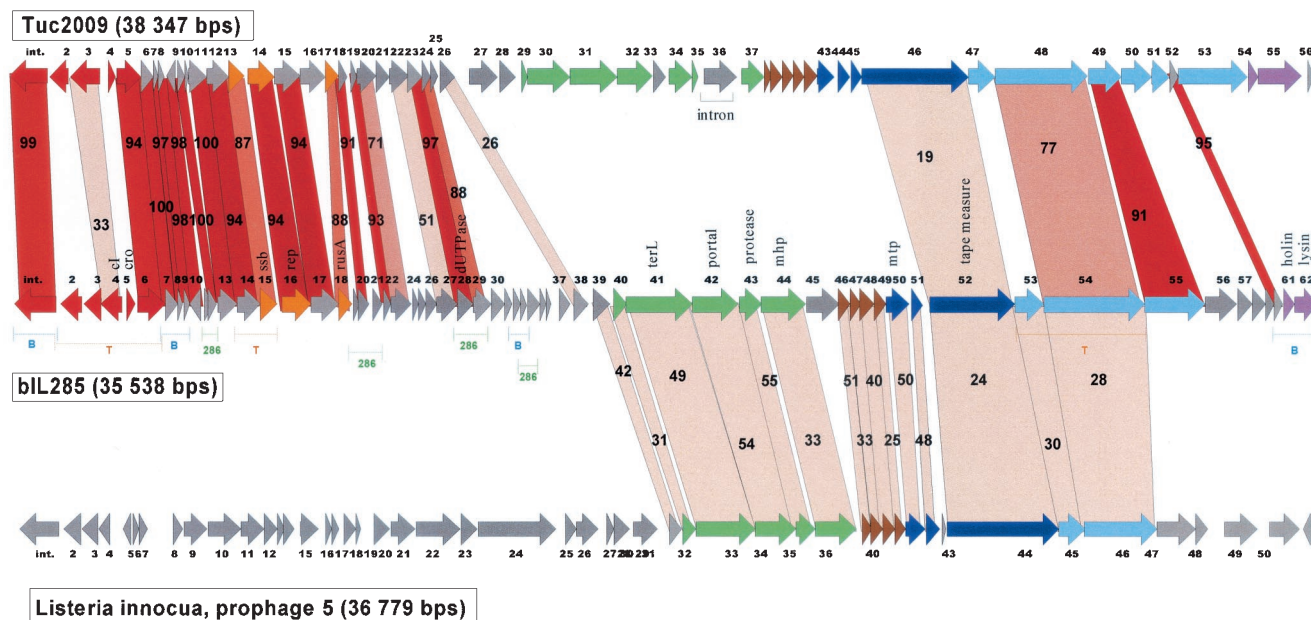 Tuc2009 (38 347 bps)
25
int. 2 3 4 5 6 7 8 9 10 11 12 13 14 15 16 17 18 19 20 21 22 23 24 26 27 28 29 30 31 32 33 34 35 36 37 43 44 45 46 47 48 49 50 51 52 53 54 55 56
intron
99 94 97 98 100 87 94 91 71 97 26 19 77 95
33 100 98 100 94 94 88 93 51 88 91
cI cro ssb rep rusA dUTPase terL portal protease mhp mtp tape measure holin lysin
int. 2 3 4 5 6 7 8 9 10 13 14 15 16 17 18 20 21 22 24 26 27 28 29 30 37 38 39 40 41 42 43 44 45 46 47 48 49 50 51 52 53 54 55 56 57 61 62
B T B 286 T 286 286 B 286 T B
bIL285 (35 538 bps)
42 49 55 51 40 50 24 28
31 54 33 33 25 48 30
int. 2 3 4 5 6 7 8 9 10 11 12 15 16 17 18 19 20 21 22 23 24 25 26 27 29 31 32 33 34 35 36 40 43 44 45 46 47 48 49 50
Listeria innocua, prophage 5 (36 779 bps)